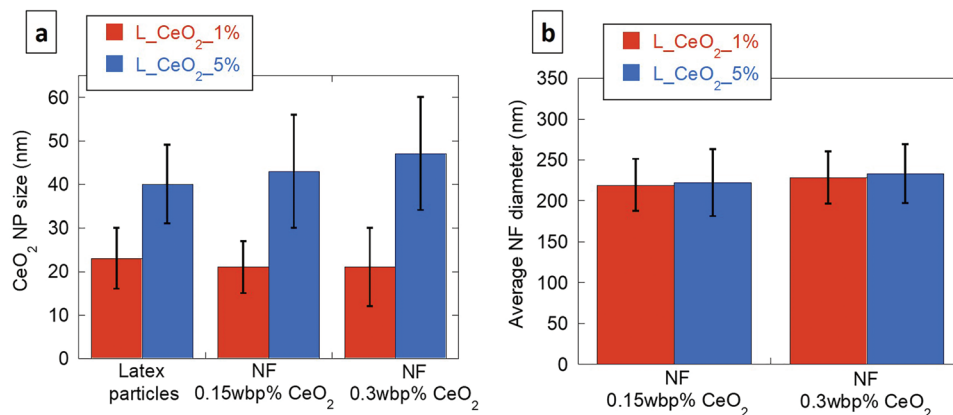 a
L_CeO2_1%
L_CeO2_5%
CeO2 NP size (nm)
60
50
40
30
20
10
0
Latex particles
NF 0.15wbp% CeO2
NF 0.3wbp% CeO2
b
L_CeO2_1%
L_CeO2_5%
Average NF diameter (nm)
350
300
250
200
150
100
50
0
NF 0.15wbp% CeO2
NF 0.3wbp% CeO2